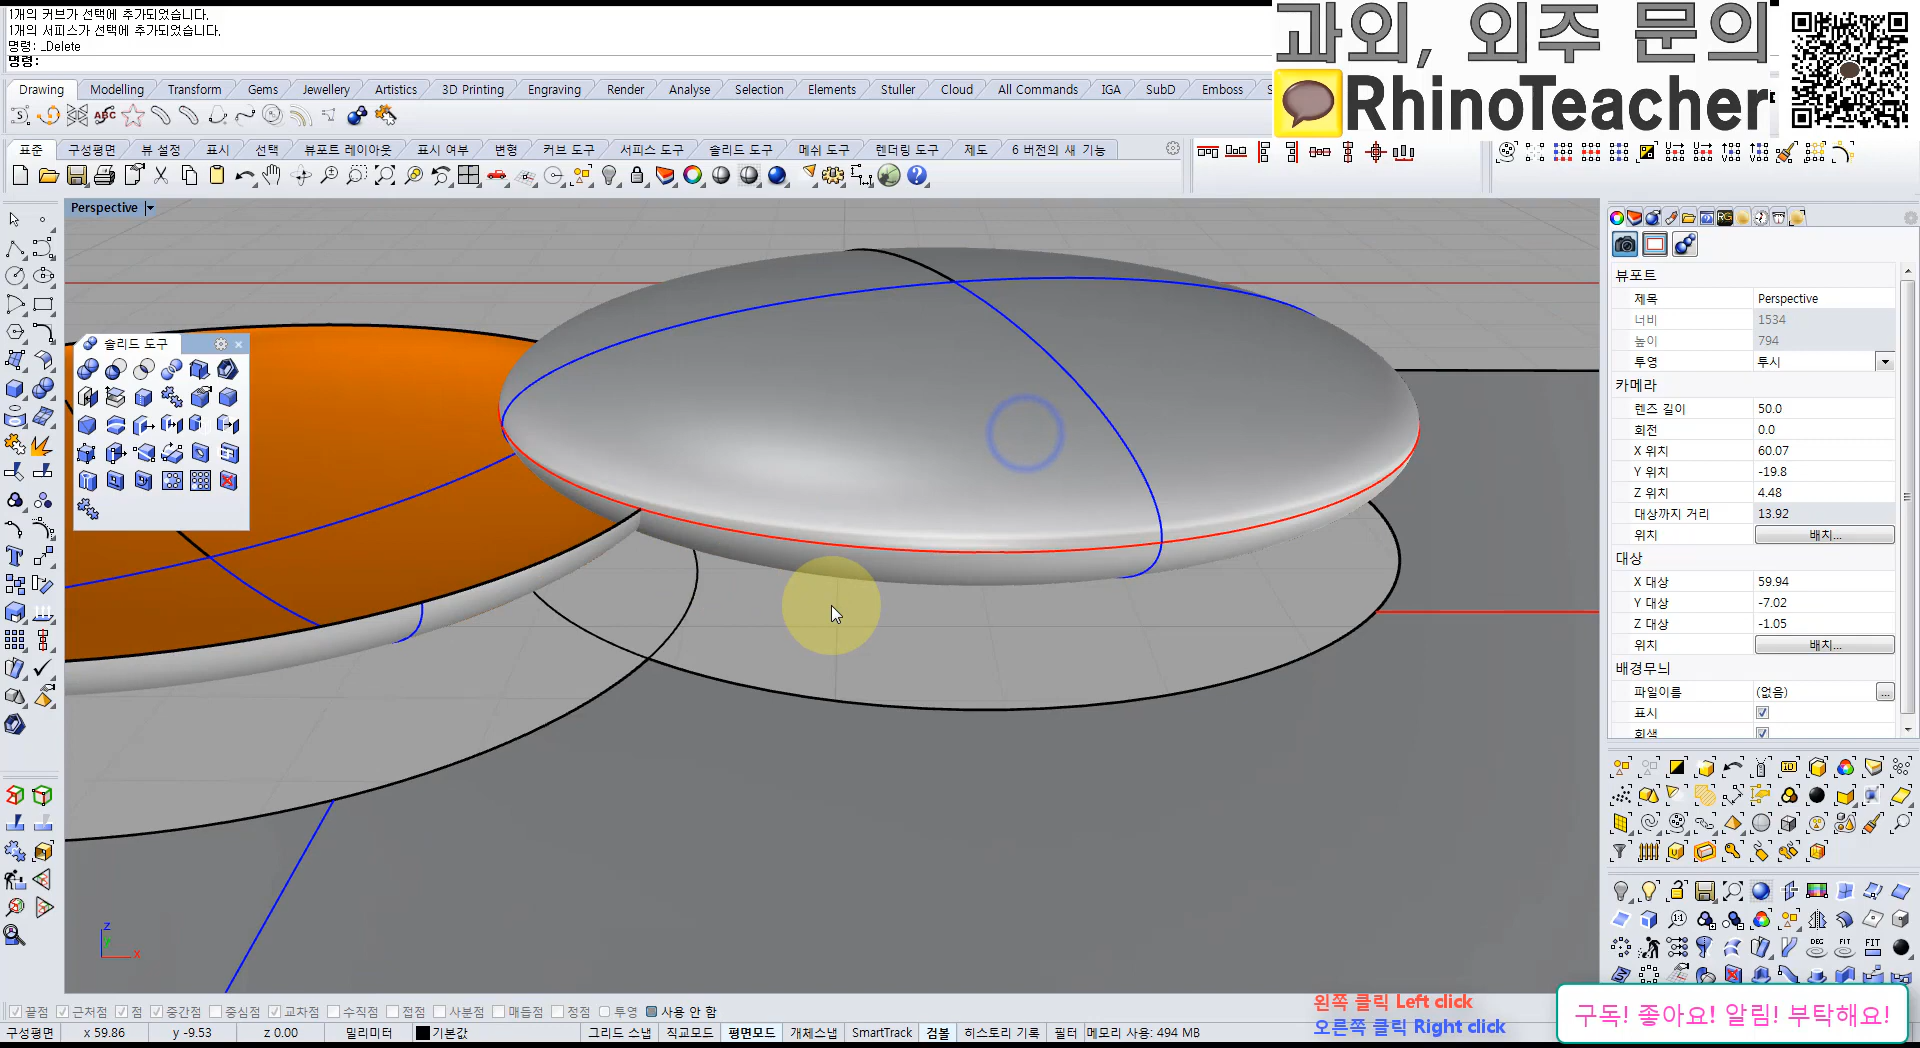 1개의 커브가 선택에 추가되었습니다.
1개의 서피스가 선택에 추가되었습니다.
명령: _Delete
명령:
과외, 외주 문의
RhinoTeacher
Drawing Modelling Transform Gems Jewellery Artistics 3D Printing Engraving Render Analyse Selection Elements Stuller Cloud All Commands IGA SubD Emboss
표준 구성평면 뷰 설정 표시 선택 뷰포트 레이아웃 표시 여부 변형 커브 도구 서피스 도구 솔리드 도구 메쉬 도구 렌더링 도구 제도 6 버전의 새 기능
Perspective
솔리드 도구
뷰포트
제목 Perspective
너비 1534
높이 794
투영 투시
카메라
렌즈 길이 50.0
회전 0.0
X 위치 60.07
Y 위치 -19.8
Z 위치 4.48
대상까지 거리 13.92
위치 배치...
대상
X 대상 59.94
Y 대상 -7.02
Z 대상 -1.05
위치 배치...
배경무늬
파일이름 (없음) ...
표시
회색
z
x
끝점 근처점 점 중간점 중심점 교차점 수직점 접점 사분점 매듭점 정점 투영 사용 안 함
왼쪽 클릭 Left click
오른쪽 클릭 Right click
구독! 좋아요! 알림! 부탁해요!
구성평면 x 59.86 y -9.53 z 0.00 밀리미터 기본값 그리드 스냅 직교모드 평면모드 개체스냅 SmartTrack 검볼 히스토리 기록 필터 메모리 사용: 494 MB